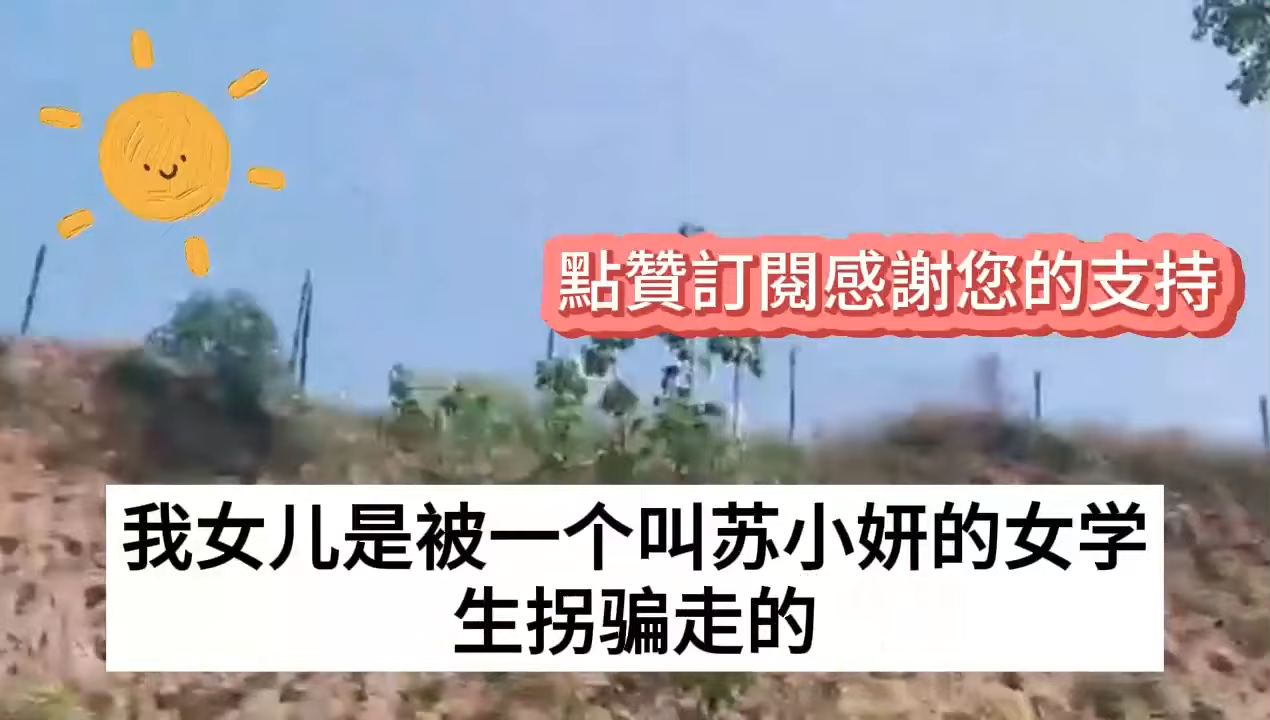 點贊訂閱感謝您的支持
我女儿是被一个叫苏小妍的女学
生拐骗走的